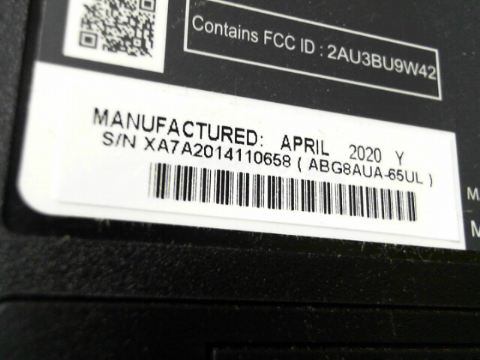 Contains FCC ID : 2AU3BU9W42
MANUFACTURED: APRIL 2020 Y
S/N XA7A2014110658 ( ABG8AUA-65UL )